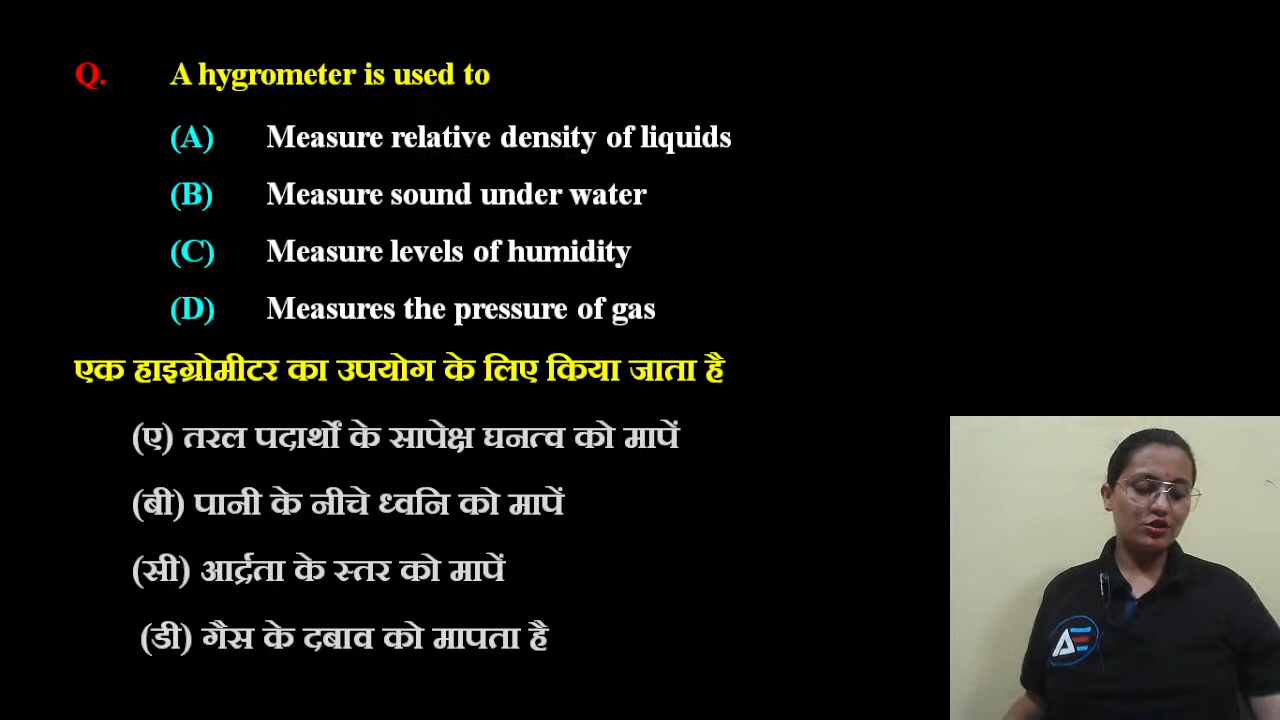 Q. A hygrometer is used to
(A) Measure relative density of liquids
(B) Measure sound under water
(C) Measure levels of humidity
(D) Measures the pressure of gas
एक हाइग्रोमीटर का उपयोग के लिए किया जाता है
(ए) तरल पदार्थों के सापेक्ष घनत्व को मापें
(बी) पानी के नीचे ध्वनि को मापें
(सी) आर्द्रता के स्तर को मापें
(डी) गैस के दबाव को मापता है
AE